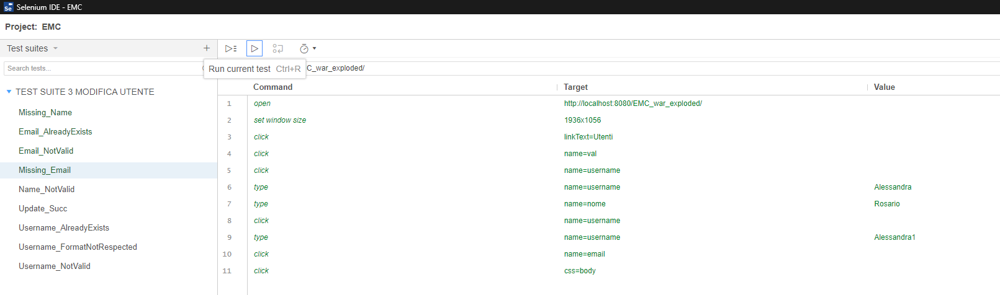 Se Selenium IDE - EMC
Project: EMC
Test suites +
Search tests...
Run current test Ctrl+R
C_war_exploded/
Command Target Value
TEST SUITE 3 MODIFICA UTENTE
Missing_Name
Email_AlreadyExists
Email_NotValid
Missing_Email
Name_NotValid
Update_Succ
Username_AlreadyExists
Username_FormatNotRespected
Username_NotValid
1 open http://localhost:8080/EMC_war_exploded/
2 set window size 1936x1056
3 click linkText=Utenti
4 click name=val
5 click name=username
6 type name=username Alessandra
7 type name=nome Rosario
8 click name=username
9 type name=username Alessandra1
10 click name=email
11 click css=body